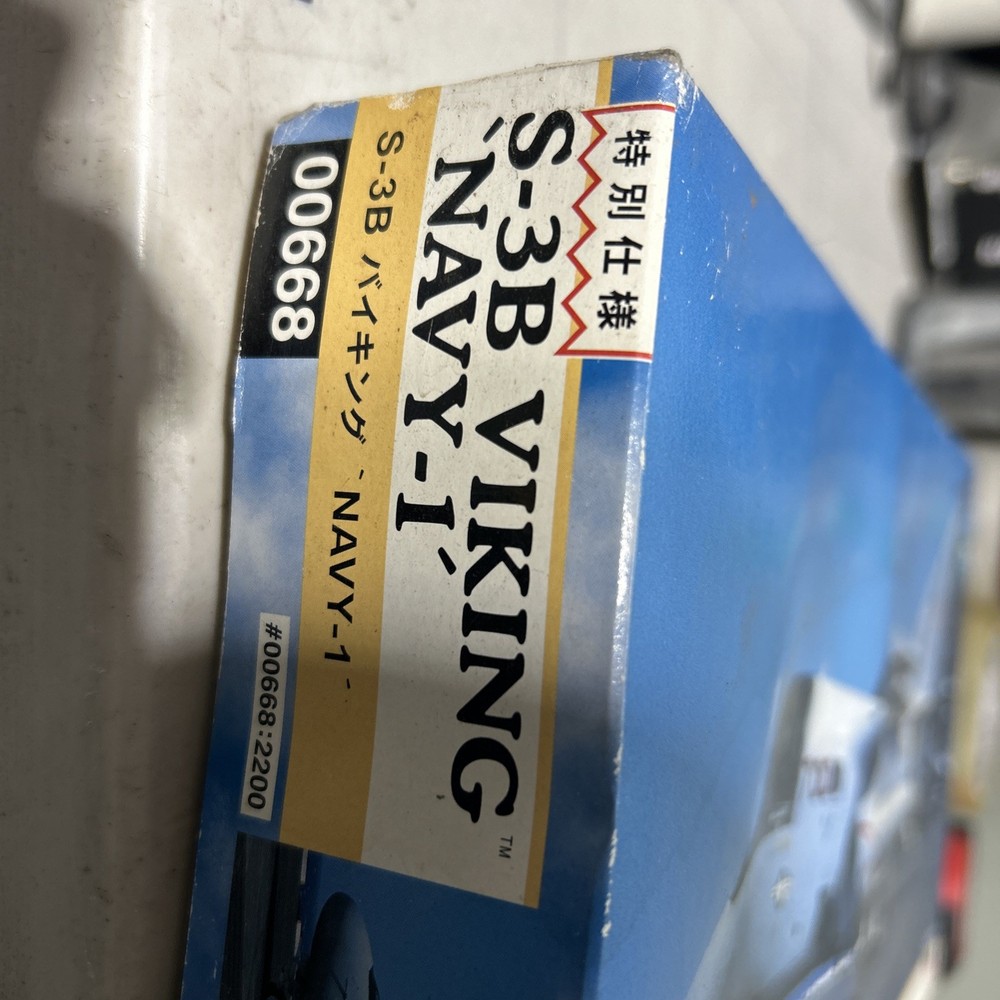 特別仕様
S-3B VIKING™
`NAVY-1´
S-3B バイキング `NAVY-1´
00668
#00668:2200